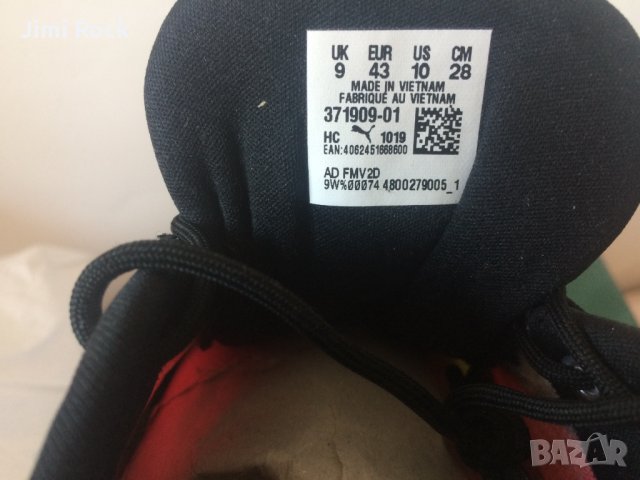 Jimi Rock
UK EUR US CM
9 43 10 28
MADE IN VIETNAM
FABRIQUÉ AU VIETNAM
371909-01
HC 1019
EAN:4062451668600
AD FMV2D
9W%00074 4800279005_1
BAZAR